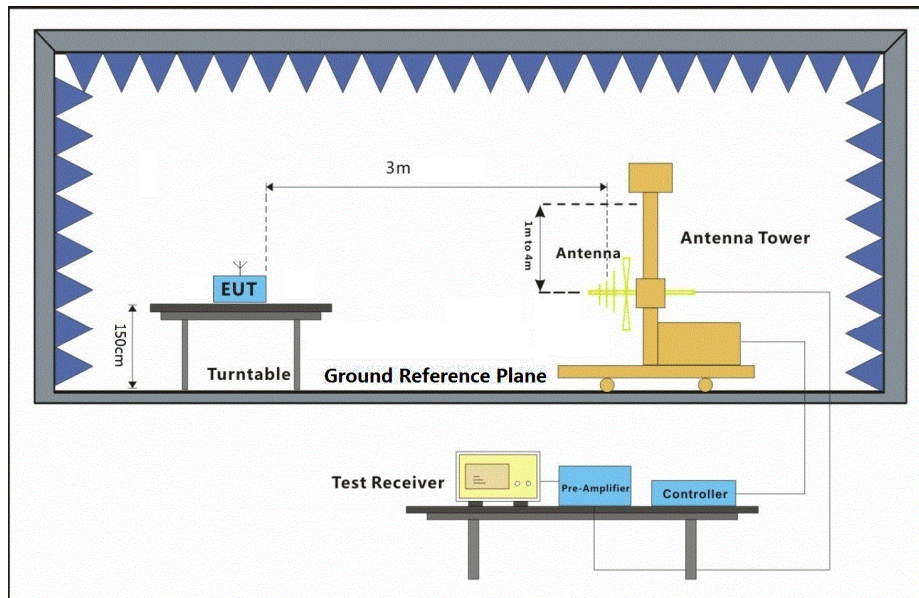 3m
1m to 4m
Antenna
Antenna Tower
EUT
150cm
Turntable
Ground Reference Plane
Test Receiver
Pre-Amplifier
Controller